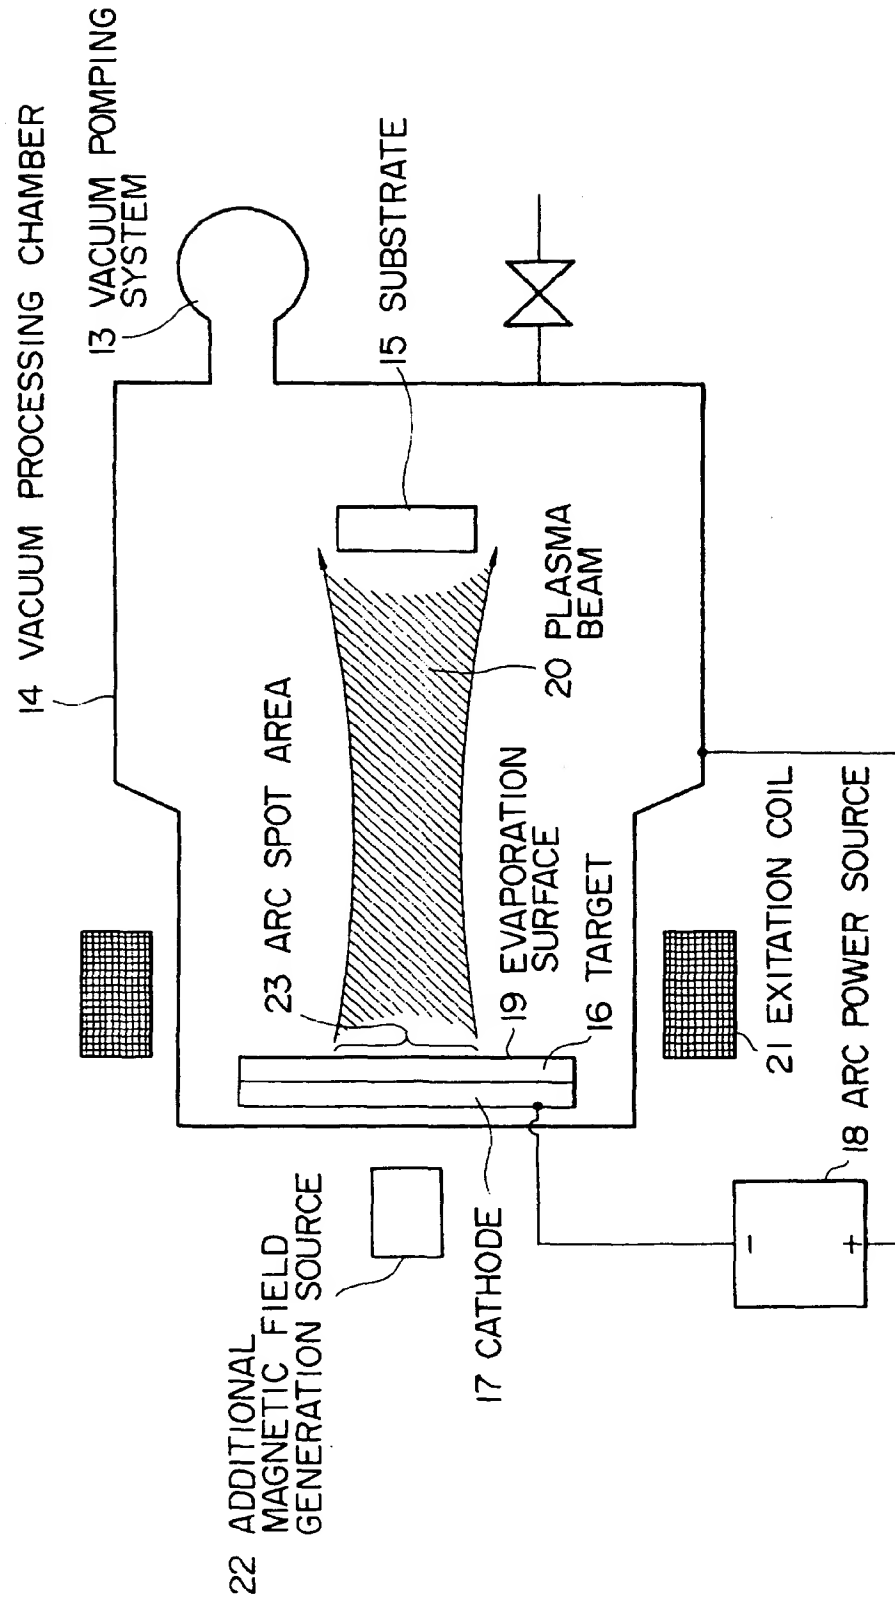 14 VACUUM PROCESSING CHAMBER
13 VACUUM POMPING
SYSTEM
15 SUBSTRATE
20 PLASMA
BEAM
23 ARC SPOT AREA
19 EVAPORATION
SURFACE
16 TARGET
21 EXITATION COIL
18 ARC POWER SOURCE
22 ADDITIONAL
MAGNETIC FIELD
GENERATION SOURCE
17 CATHODE
-
+